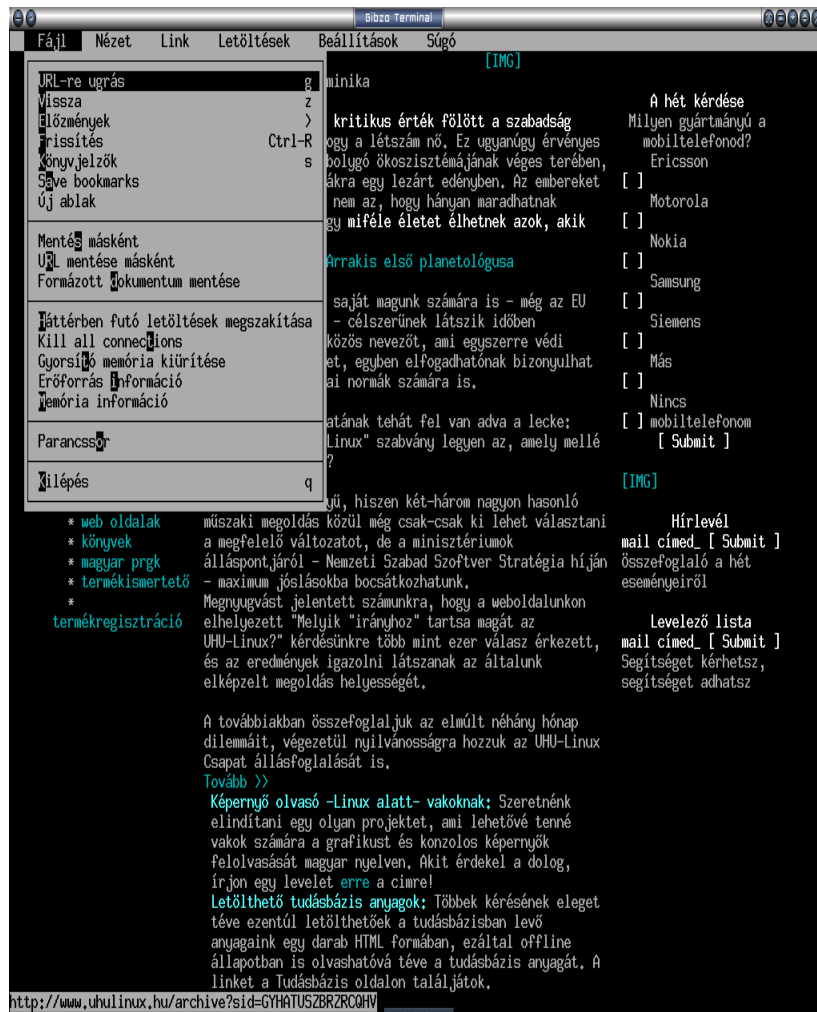 Gibzo Terminal
Fájl Nézet Link Letöltések Beállítások Súgó
URL-re ugrás g
Vissza z
Előzmények >
Frissítés Ctrl-R
Könyvjelzők s
Save bookmarks
Új ablak
Mentés másként
URL mentése másként
Formázott dokumentum mentése
Háttérben futó letöltések megszakítása
Kill all connections
Gyorsító memória kiürítése
Erőforrás információ
Memória információ
Parancssor
Kilépés q
* web oldalak
* könyvek
* magyar prgk
* termékismertető
*
termékregisztráció
[IMG]
minika
kritikus érték fölött a szabadság
ogy a létszám nő. Ez ugyanúgy érvényes
bolygó ökoszisztémájának véges terében,
ákra egy lezárt edényben. Az embereket
nem az, hogy hányan maradhatnak
gy miféle életet élhetnek azok, akik
Arrakis első planetológusa
saját magunk számára is - még az EU
- célszerűnek látszik időben
közös nevezőt, ami egyszerre védi
et, egyben elfogadhatónak bizonyulhat
ai normák számára is.
atának tehát fel van adva a lecke:
Linux" szabvány legyen az, amely mellé
?
yű, hiszen két-három nagyon hasonló
műszaki megoldás közül még csak-csak ki lehet választani
a megfelelő változatot, de a minisztériumok
álláspontjáról - Nemzeti Szabad Szoftver Stratégia híján
- maximum jóslásokba bocsátkozhatunk.
Megnyugvást jelentett számunkra, hogy a weboldalunkon
elhelyezett "Melyik "irányhoz" tartsa magát az
UHU-Linux?" kérdésünkre több mint ezer válasz érkezett,
és az eredmények igazolni látszanak az általunk
elképzelt megoldás helyességét.
A továbbiakban összefoglaljuk az elmúlt néhány hónap
dilemmáit, végezetül nyilvánosságra hozzuk az UHU-Linux
Csapat állásfoglalását is.
Tovább >>
Képernyő olvasó -Linux alatt- vakoknak: Szeretnénk
elindítani egy olyan projektet, ami lehetővé tenné
vakok számára a grafikust és konzolos képernyők
felolvasását magyar nyelven. Akit érdekel a dolog,
írjon egy levelet erre a cimre!
Letölthető tudásbázis anyagok: Többek kérésének eleget
téve ezentúl letölthetőek a tudásbázisban levő
anyagaink egy darab HTML formában, ezáltal offline
állapotban is olvashatóvá téve a tudásbázis anyagát. A
linket a Tudásbázis oldalon találjátok.
A hét kérdése
Milyen gyártmányú a
mobiltelefonod?
Ericsson
[ ]
Motorola
[ ]
Nokia
[ ]
Samsung
[ ]
Siemens
[ ]
Más
[ ]
Nincs
[ ] mobiltelefonom
[ Submit ]
[IMG]
Hírlevél
mail címed_ [ Submit ]
összefoglaló a hét
eseményeiről
Levelező lista
mail címed_ [ Submit ]
Segítséget kérhetsz,
segítséget adhatsz
http://www.uhulinux.hu/archive?sid=GYHATUSZBRZRCQHV